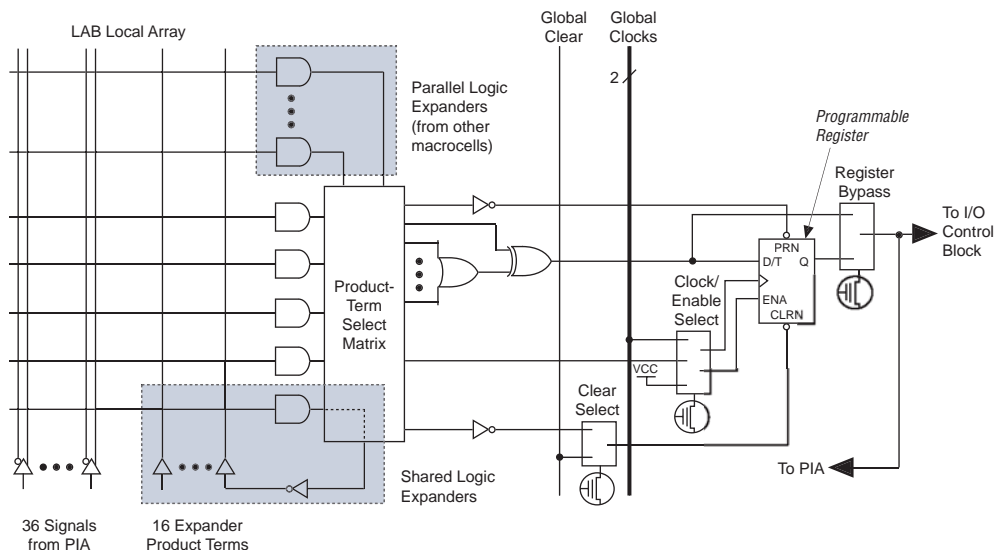 LAB Local Array
Global
Clear
Global
Clocks
2
Parallel Logic
Expanders
(from other
macrocells)
Programmable
Register
Register
Bypass
To I/O
Control
Block
PRN
D/T
Q
ENA
CLRN
Clock/
Enable
Select
Product-
Term
Select
Matrix
VCC
Clear
Select
To PIA
Shared Logic
Expanders
36 Signals
from PIA
16 Expander
Product Terms